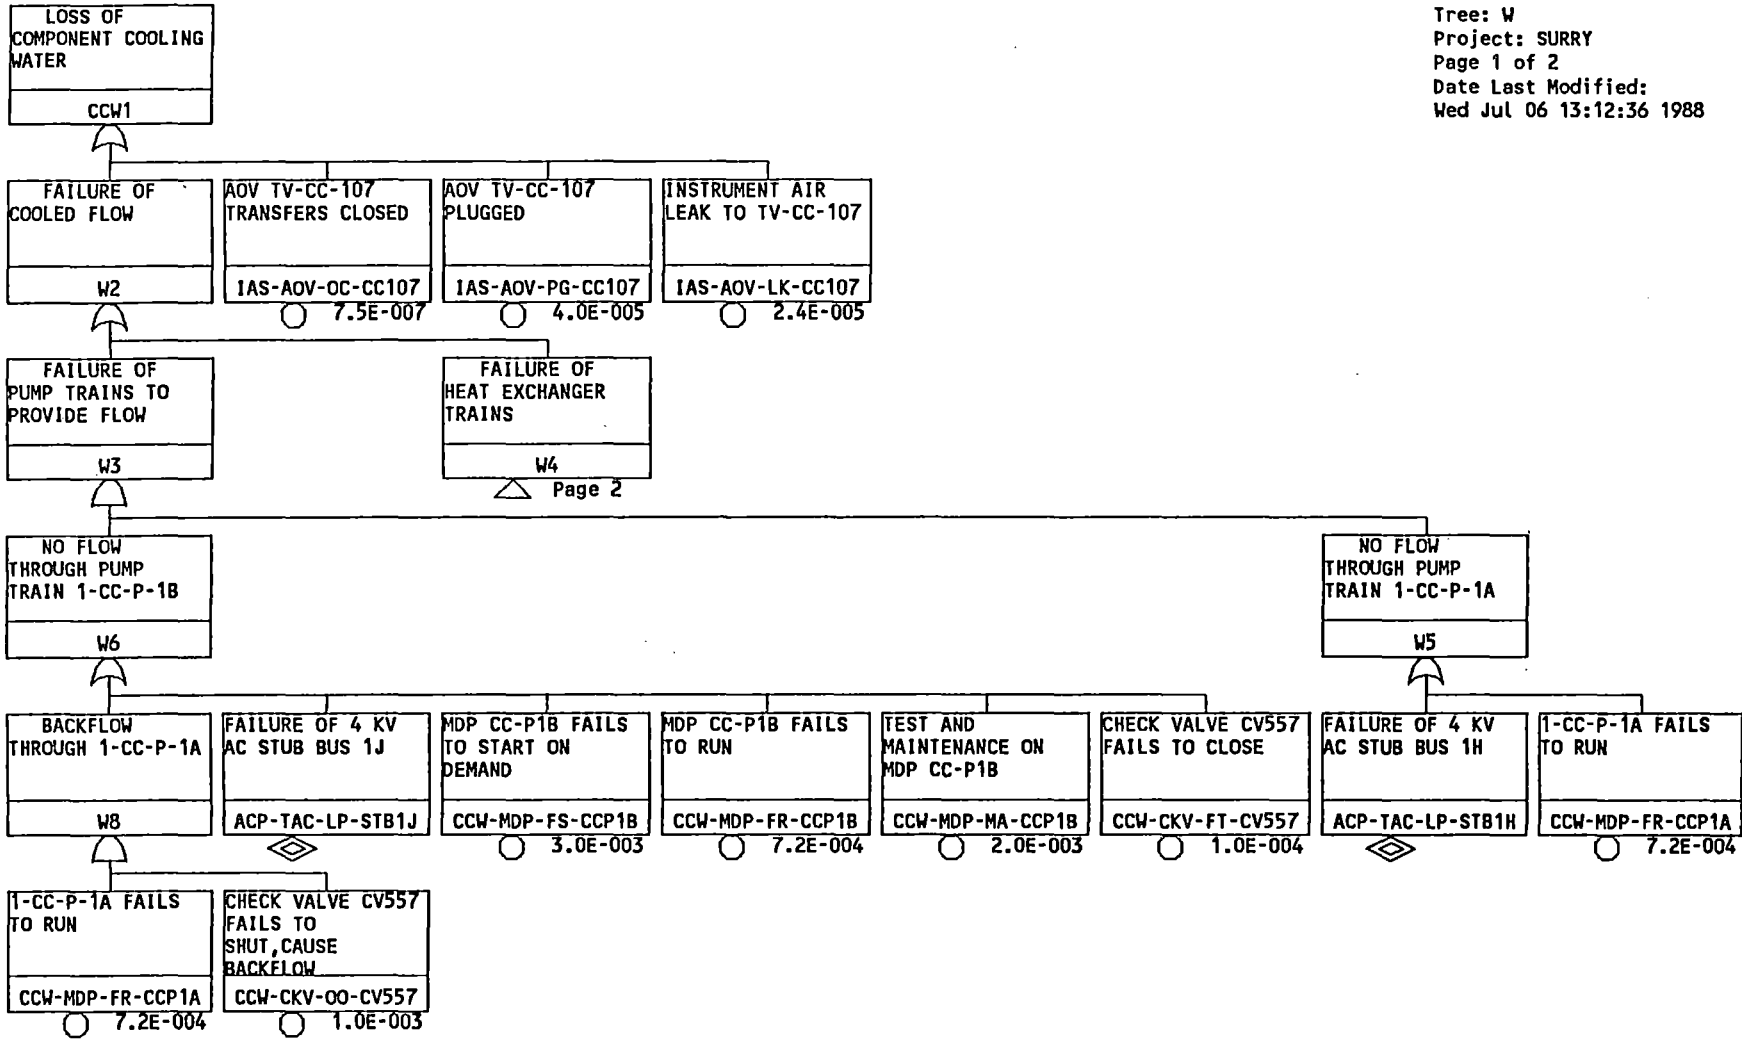 Tree: W
Project: SURRY
Page 1 of 2
Date Last Modified:
Wed Jul 06 13:12:36 1988
LOSS OF
COMPONENT COOLING
WATER
CCW1
FAILURE OF
COOLED FLOW
W2
AOV TV-CC-107
TRANSFERS CLOSED
IAS-AOV-OC-CC107
7.5E-007
AOV TV-CC-107
PLUGGED
IAS-AOV-PG-CC107
4.0E-005
INSTRUMENT AIR
LEAK TO TV-CC-107
IAS-AOV-LK-CC107
2.4E-005
FAILURE OF
PUMP TRAINS TO
PROVIDE FLOW
W3
FAILURE OF
HEAT EXCHANGER
TRAINS
W4
Page 2
NO FLOW
THROUGH PUMP
TRAIN 1-CC-P-1B
W6
NO FLOW
THROUGH PUMP
TRAIN 1-CC-P-1A
W5
BACKFLOW
THROUGH 1-CC-P-1A
W8
FAILURE OF 4 KV
AC STUB BUS 1J
ACP-TAC-LP-STB1J
MDP CC-P1B FAILS
TO START ON
DEMAND
CCW-MDP-FS-CCP1B
3.0E-003
MDP CC-P1B FAILS
TO RUN
CCW-MDP-FR-CCP1B
7.2E-004
TEST AND
MAINTENANCE ON
MDP CC-P1B
CCW-MDP-MA-CCP1B
2.0E-003
CHECK VALVE CV557
FAILS TO CLOSE
CCW-CKV-FT-CV557
1.0E-004
FAILURE OF 4 KV
AC STUB BUS 1H
ACP-TAC-LP-STB1H
1-CC-P-1A FAILS
TO RUN
CCW-MDP-FR-CCP1A
7.2E-004
1-CC-P-1A FAILS
TO RUN
CCW-MDP-FR-CCP1A
7.2E-004
CHECK VALVE CV557
FAILS TO
SHUT,CAUSE
BACKFLOW
CCW-CKV-OO-CV557
1.0E-003